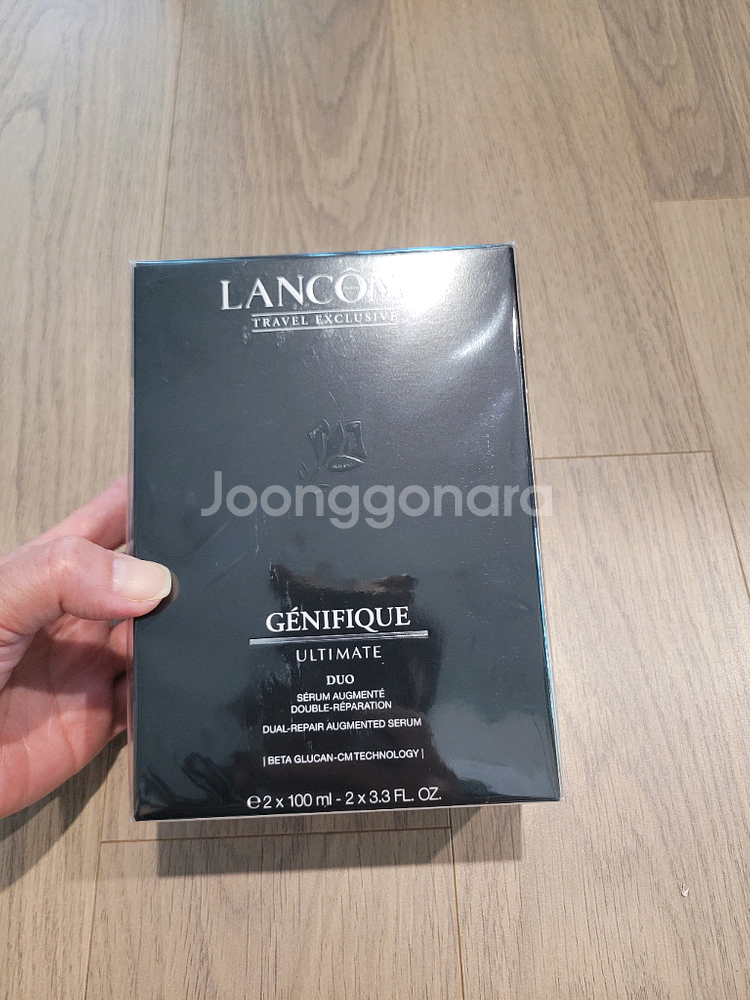 LANCÔM
TRAVEL EXCLUSIVE
Joonggonara
GÉNIFIQUE
ULTIMATE
DUO
SÉRUM AUGMENTÉ
DOUBLE-RÉPARATION
DUAL-REPAIR AUGMENTED SERUM
| BETA GLUCAN-CM TECHNOLOGY |
℮ 2 x 100 ml - 2 x 3.3 FL. OZ.